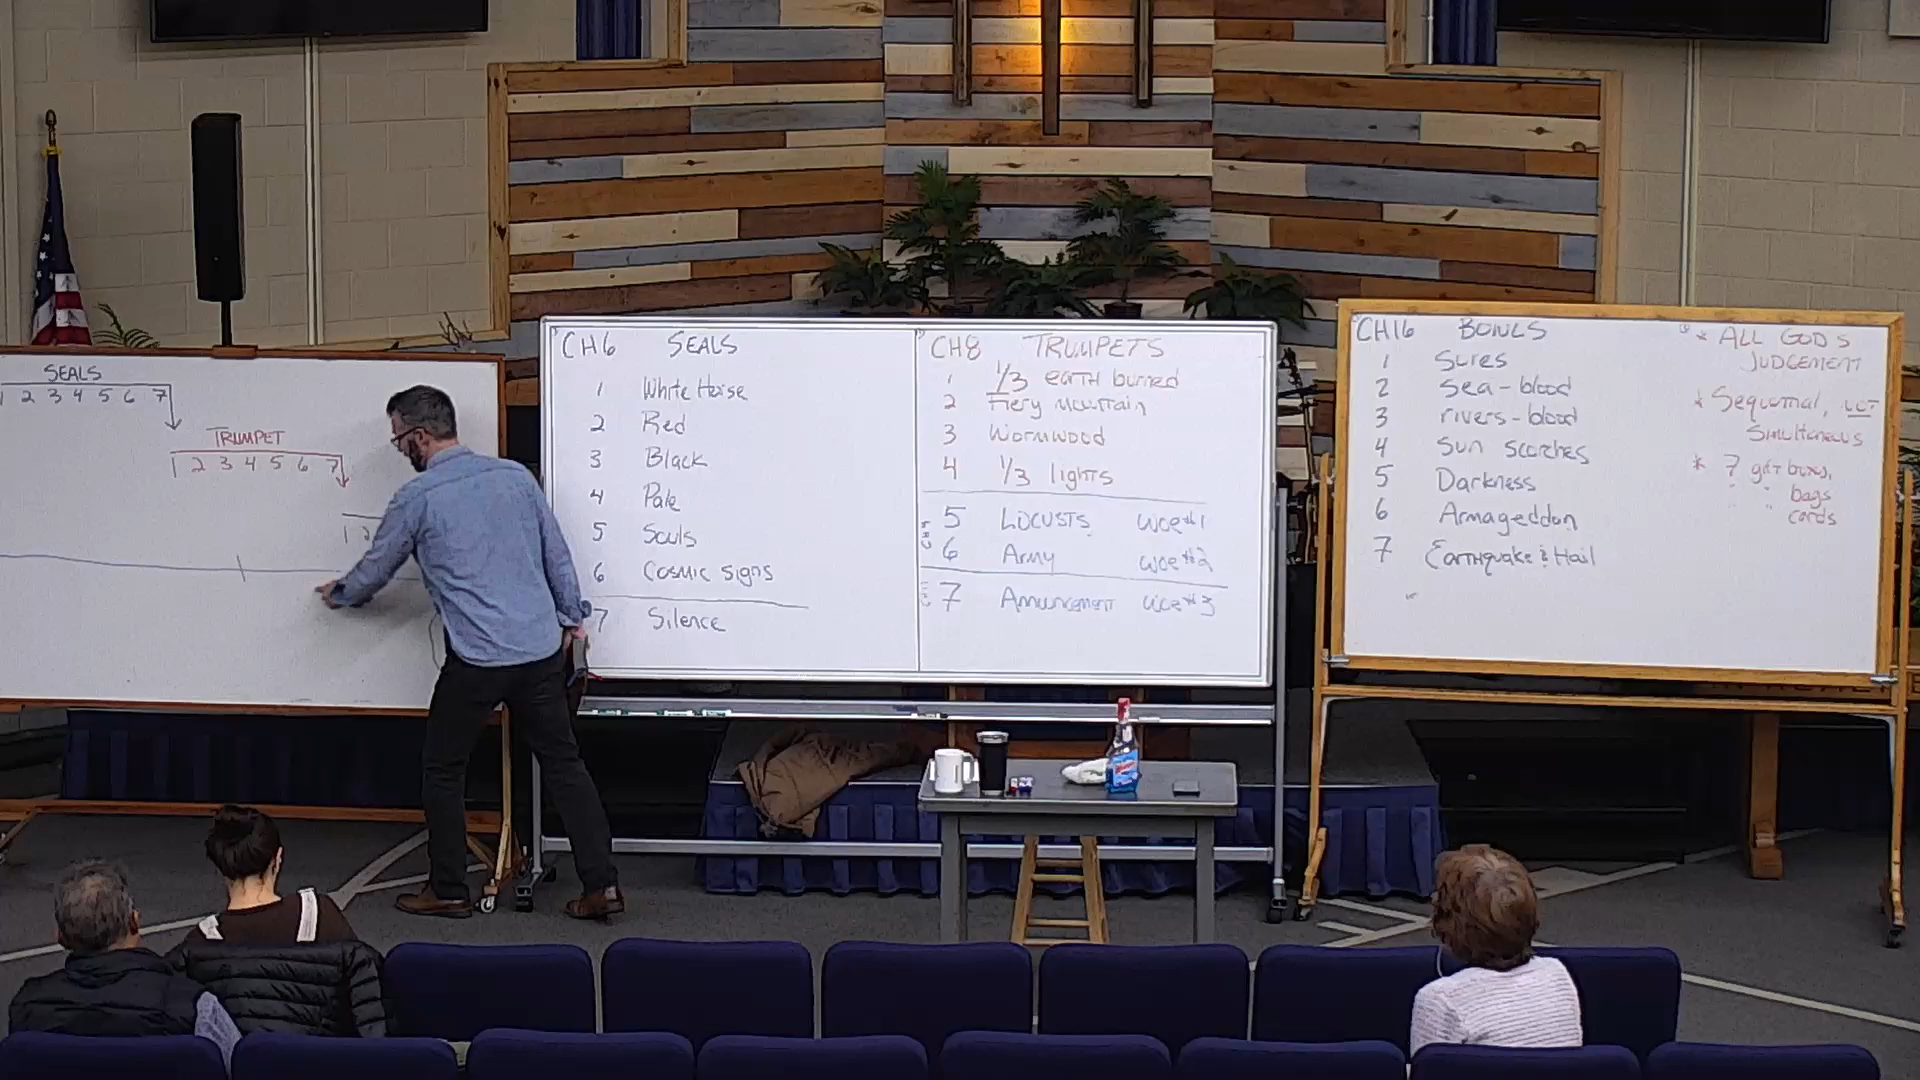 SEALS
1 2 3 4 5 6 7
TRUMPET
1 2 3 4 5 6 7
1 2
CH6 SEALS
1 White Horse
2 Red
3 Black
4 Pale
5 Souls
6 Cosmic Signs
7 Silence
CH8 TRUMPETS
1 1/3 earth burned
2 Fiery Mountain
3 Wormwood
4 1/3 lights
5 Locusts woe #1
6 Army woe #2
7 woe #3
CH16 BOWLS
1 Sores
2 Sea-blood
3 rivers-blood
4 Sun scorches
5 Darkness
6 Armageddon
7 Earthquake & Hail
* ALL GOD'S
JUDGEMENT
* Sequential, NOT
Simultaneous
* 7 gift boxes,
" " bags
" " cards